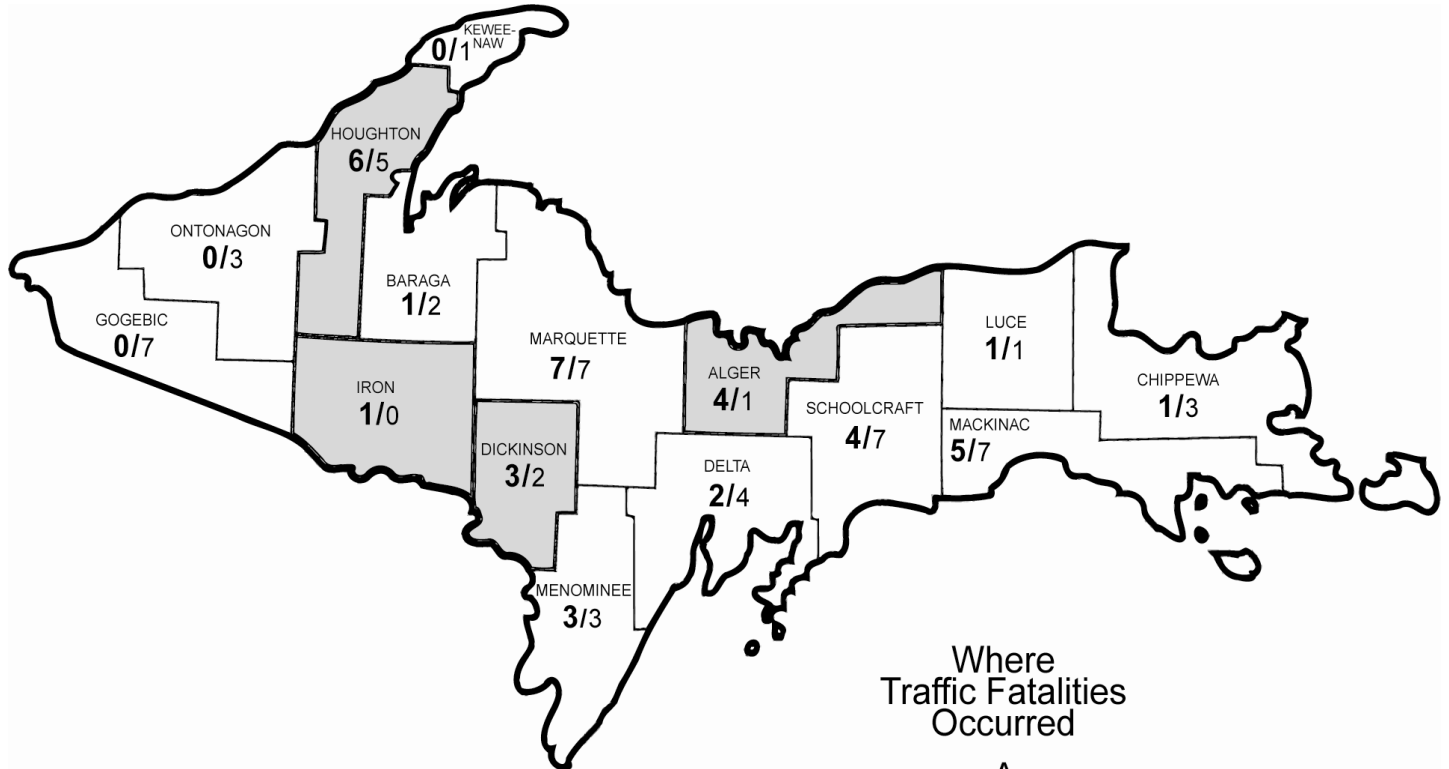 KEWEE-
NAW
0/1
HOUGHTON
6/5
ONTONAGON
0/3
BARAGA
1/2
GOGEBIC
0/7
MARQUETTE
7/7
IRON
1/0
ALGER
4/1
LUCE
1/1
CHIPPEWA
1/3
SCHOOLCRAFT
4/7
MACKINAC
5/7
DICKINSON
3/2
DELTA
2/4
MENOMINEE
3/3
Where
Traffic Fatalities
Occurred